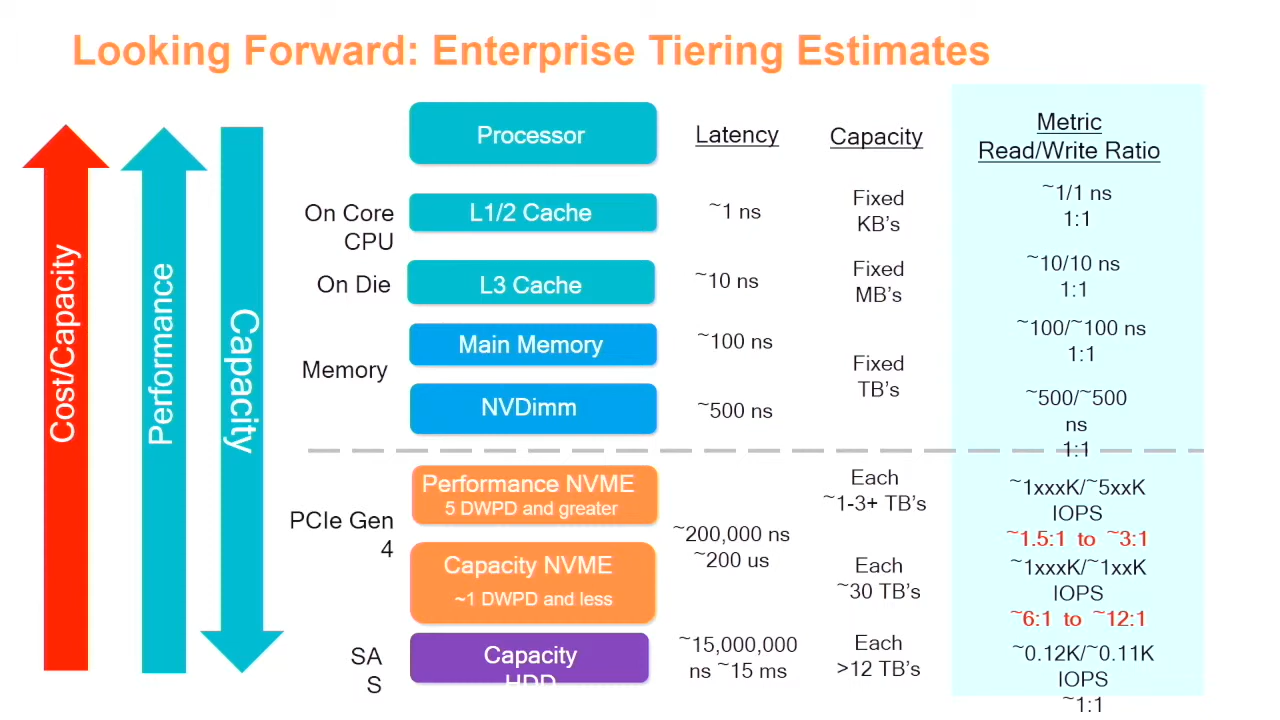 Looking Forward: Enterprise Tiering Estimates
Cost/Capacity
Performance
Capacity
Processor
Latency
Capacity
Metric
Read/Write Ratio
On Core
CPU
L1/2 Cache
~1 ns
Fixed
KB's
~1/1 ns
1:1
On Die
L3 Cache
~10 ns
Fixed
MB's
~10/10 ns
1:1
Memory
Main Memory
~100 ns
Fixed
TB's
~100/~100 ns
1:1
NVDimm
~500 ns
~500/~500
ns
1:1
PCIe Gen
4
Performance NVME
5 DWPD and greater
~200,000 ns
~200 us
Each
~1-3+ TB's
~1xxxK/~5xxK
IOPS
~1.5:1 to ~3:1
Capacity NVME
~1 DWPD and less
Each
~30 TB's
~1xxxK/~1xxK
IOPS
~6:1 to ~12:1
SA
S
Capacity
HDD
~15,000,000
ns ~15 ms
Each
>12 TB's
~0.12K/~0.11K
IOPS
~1:1